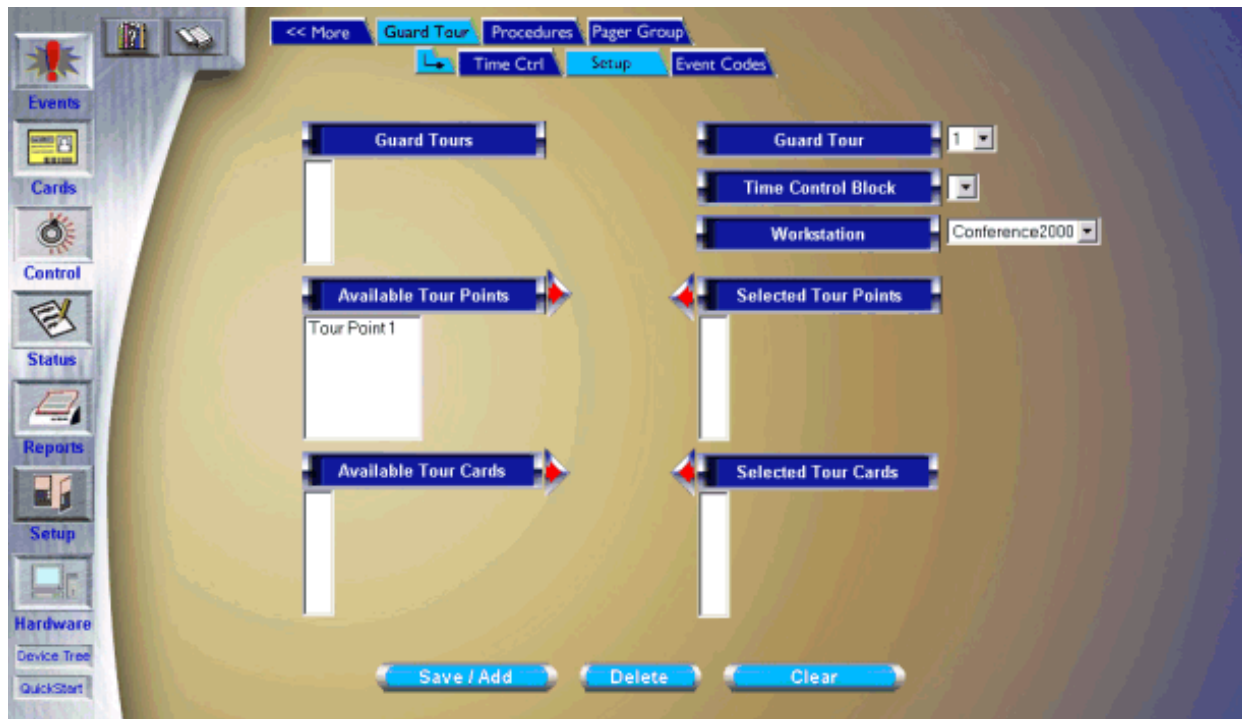 << More Guard Tour Procedures Pager Group
Time Ctrl Setup Event Codes
Events
Cards
Control
Status
Reports
Setup
Hardware
Device Tree
QuickStart
Guard Tours
Guard Tour 1
Time Control Block
Workstation Conference2000
Available Tour Points
Selected Tour Points
Tour Point 1
Available Tour Cards
Selected Tour Cards
Save / Add Delete Clear